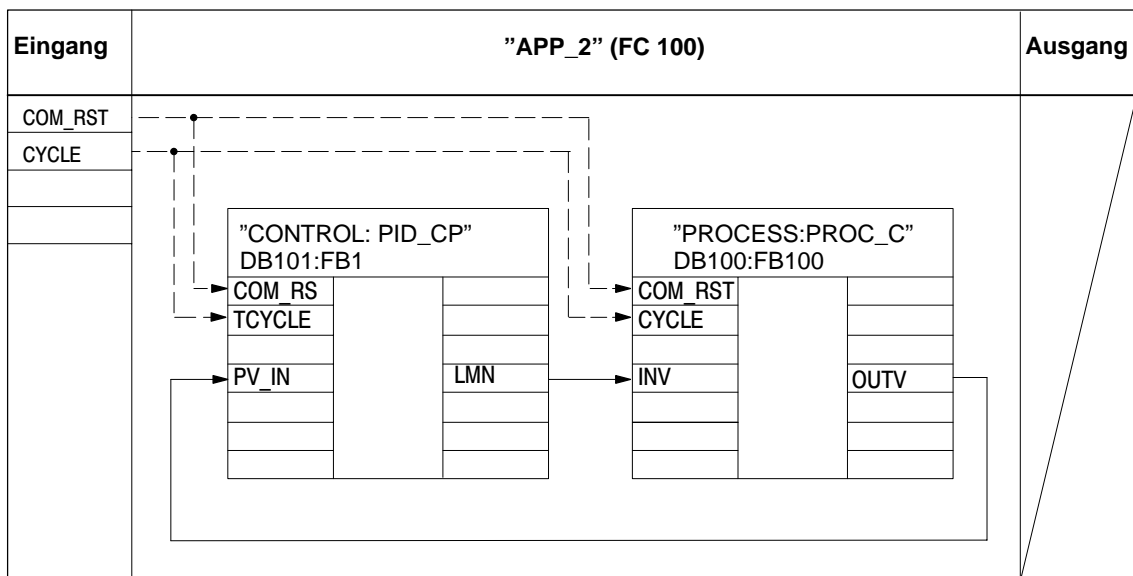 Eingang
”APP_2” (FC 100)
Ausgang
COM_RST
CYCLE
”CONTROL: PID_CP”
DB101:FB1
COM_RS
TCYCLE
PV_IN
LMN
”PROCESS:PROC_C”
DB100:FB100
COM_RST
CYCLE
INV
OUTV